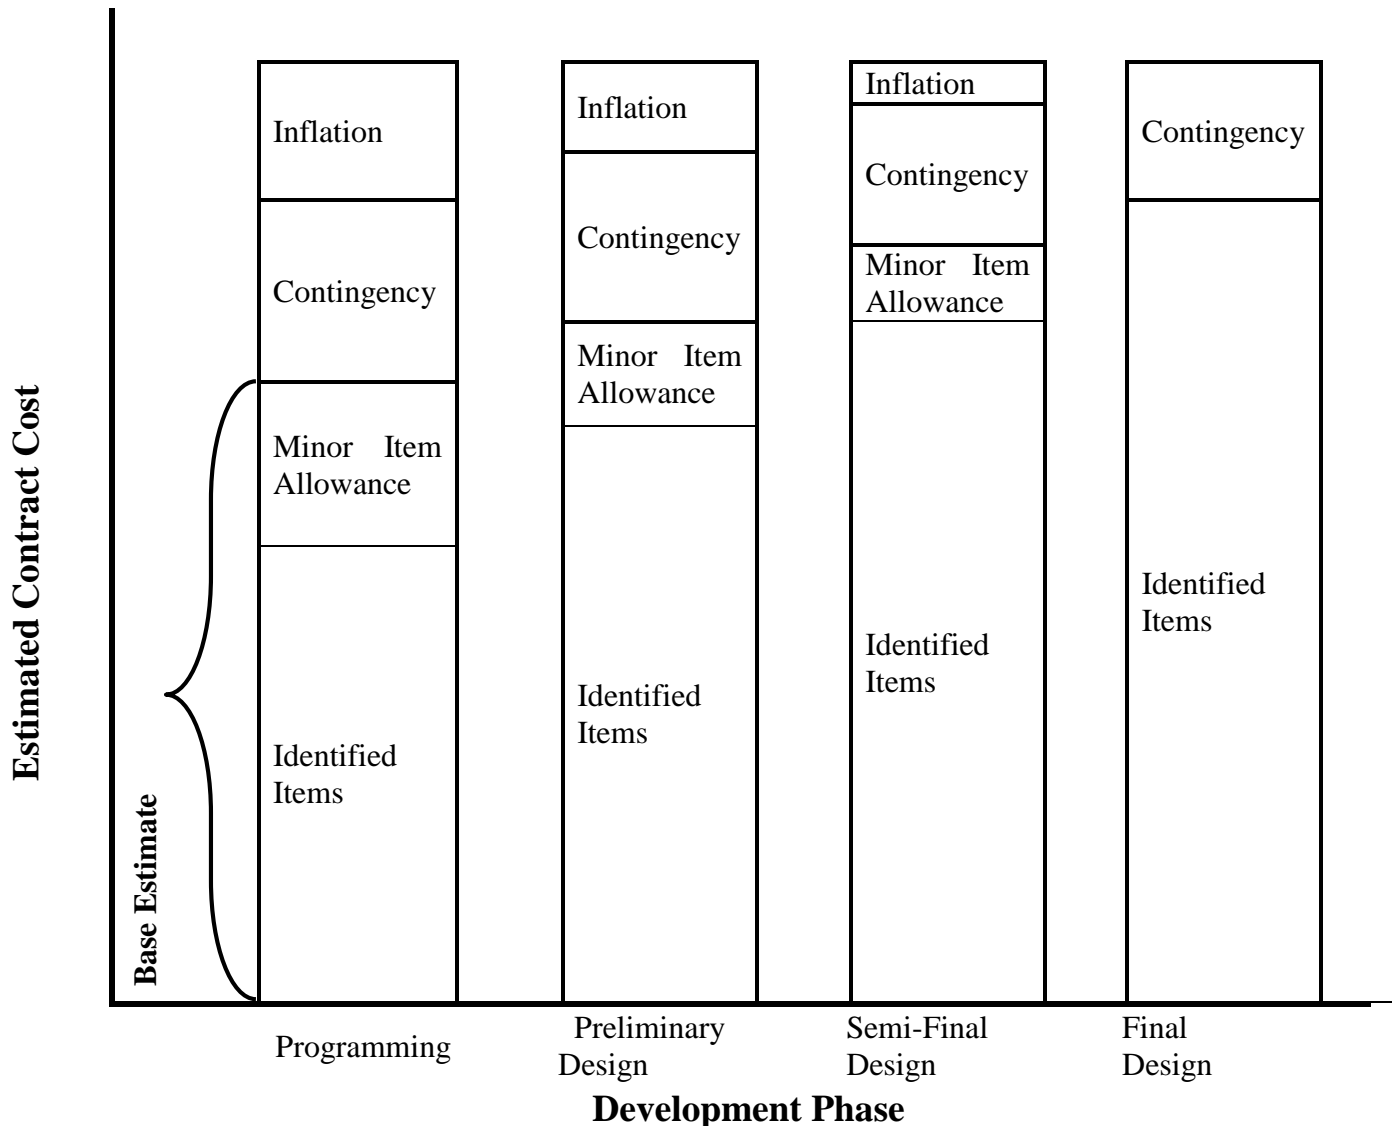 Estimated Contract Cost
Base Estimate
Inflation
Contingency
Minor Item
Allowance
Identified
Items
Inflation
Contingency
Minor Item
Allowance
Identified
Items
Inflation
Contingency
Minor Item
Allowance
Identified
Items
Contingency
Identified
Items
Programming
Preliminary
Design
Semi-Final
Design
Final
Design
Development Phase